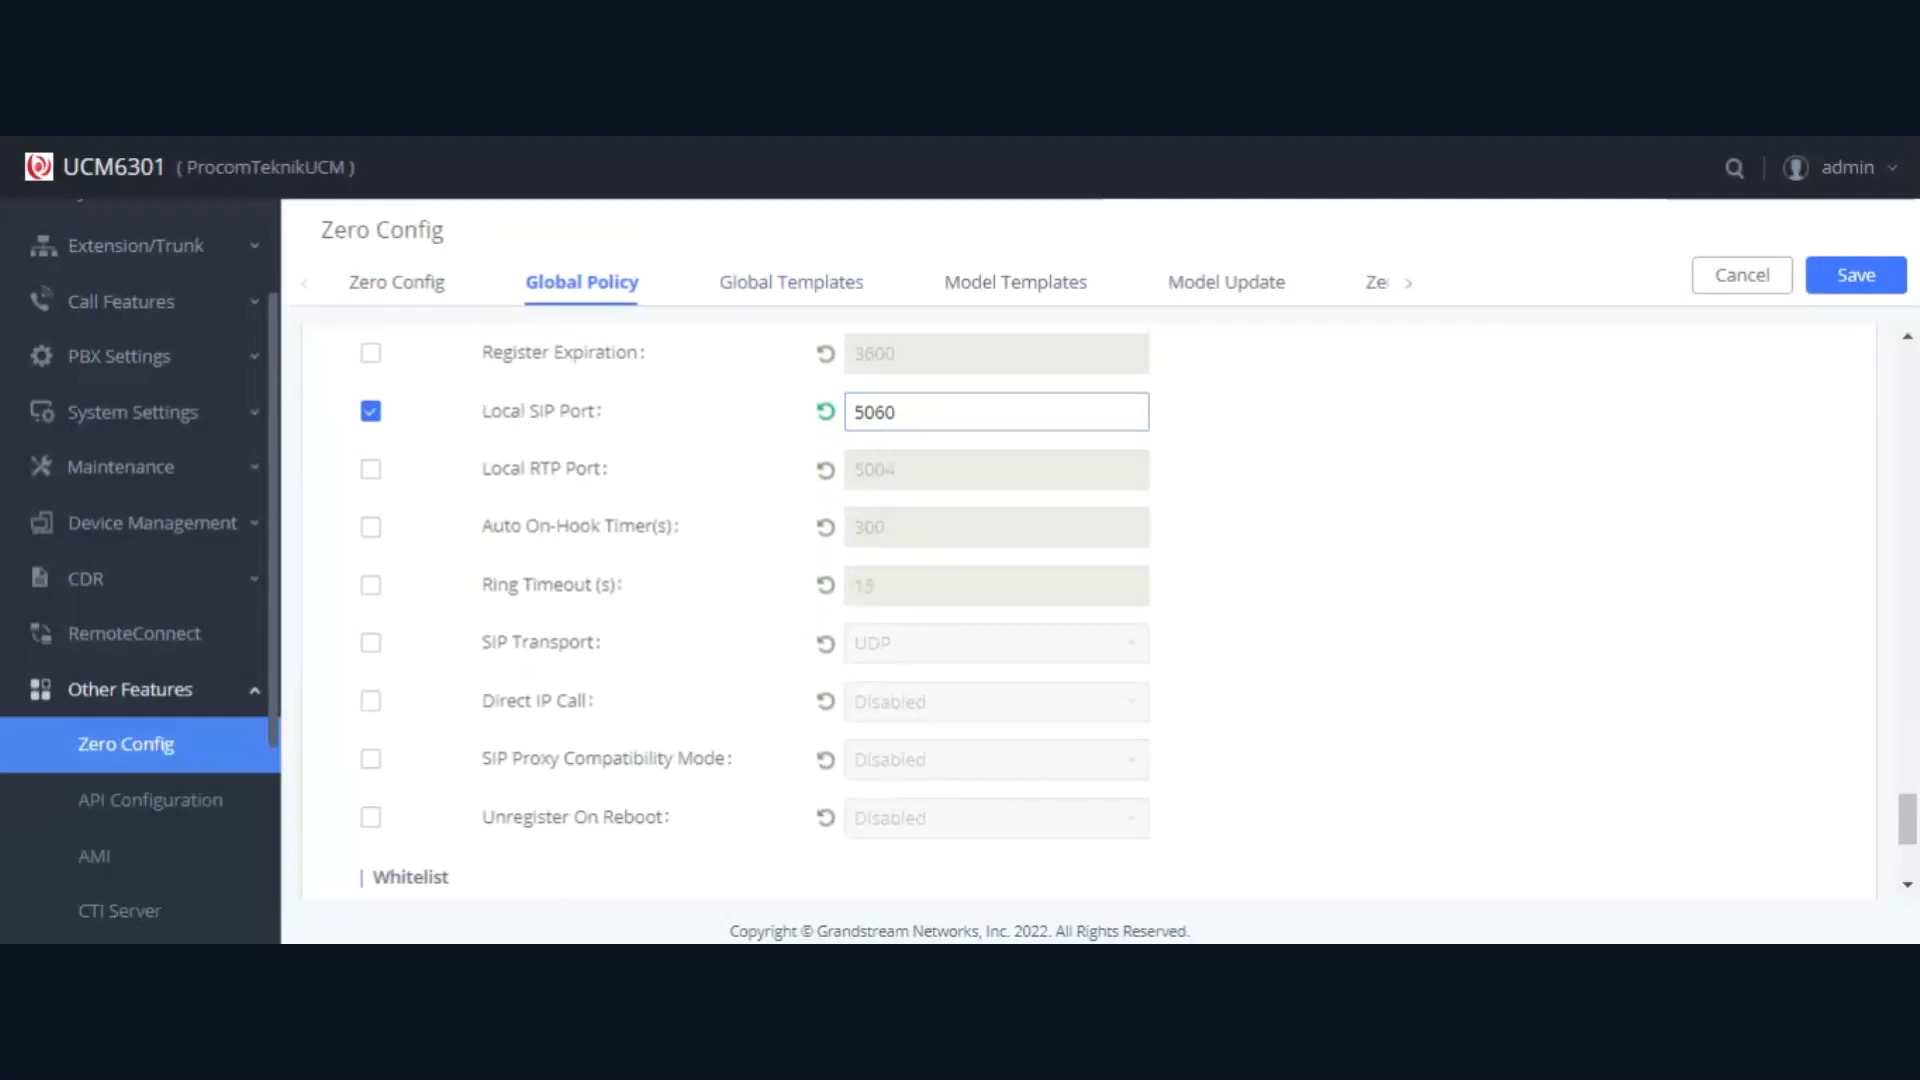 UCM6301 ( ProcomTeknikUCM )
admin
Extension/Trunk
Call Features
PBX Settings
System Settings
Maintenance
Device Management
CDR
RemoteConnect
Other Features
Zero Config
API Configuration
AMI
CTI Server
Zero Config
Zero Config Global Policy Global Templates Model Templates Model Update Ze
Cancel Save
Register Expiration: 3600
Local SIP Port: 5060
Local RTP Port: 5004
Auto On-Hook Timer(s): 300
Ring Timeout (s): 15
SIP Transport: UDP
Direct IP Call: Disabled
SIP Proxy Compatibility Mode: Disabled
Unregister On Reboot: Disabled
Whitelist
Copyright © Grandstream Networks, Inc. 2022. All Rights Reserved.